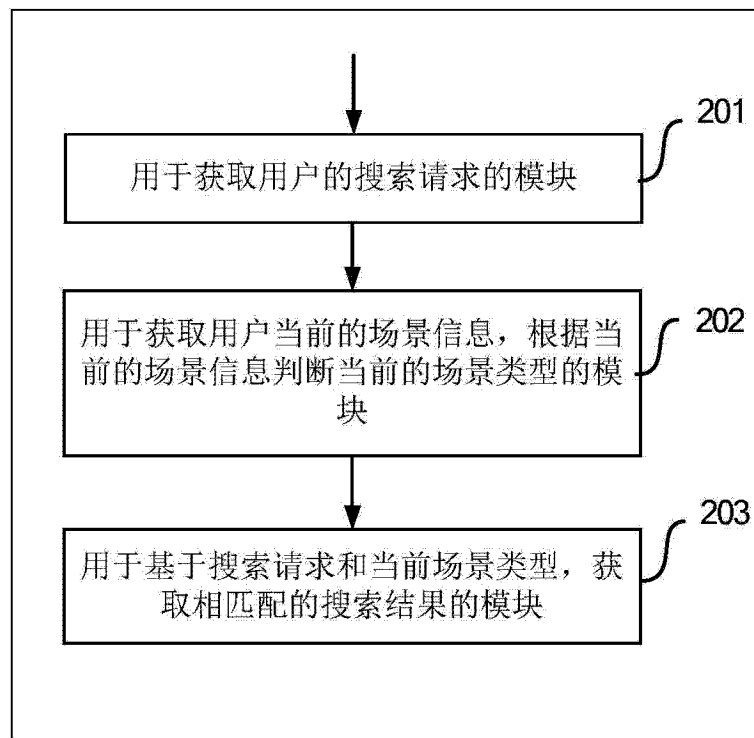 201
用于获取用户的搜索请求的模块
202
用于获取用户当前的场景信息，根据当
前的场景信息判断当前的场景类型的模
块
203
用于基于搜索请求和当前场景类型，获
取相匹配的搜索结果的模块